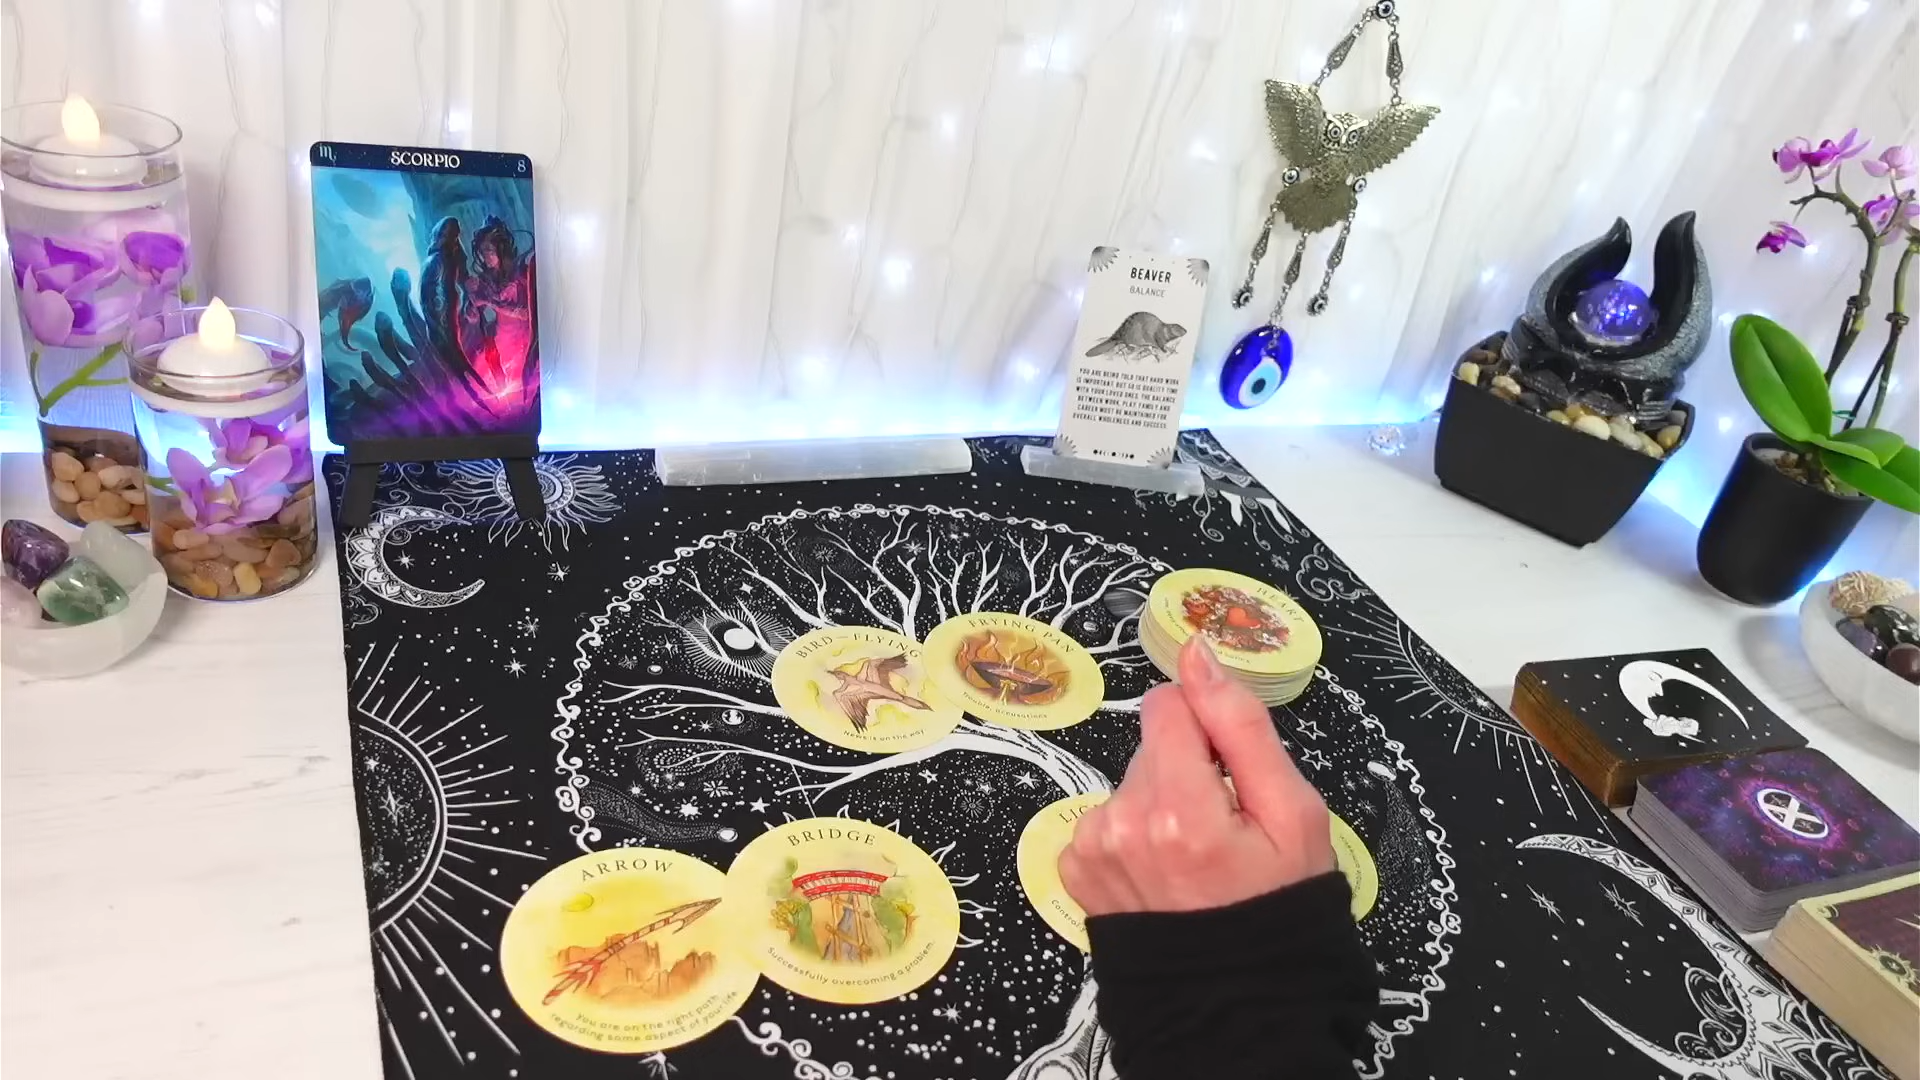 ♏ SCORPIO 8
BEAVER
BALANCE
YOU ARE BEING TOLD THAT HARD WORK
IS IMPORTANT, BUT SO IS QUALITY TIME
WITH YOUR LOVED ONES. THE BALANCE
BETWEEN WORK, PLAY, FAMILY AND
CAREER MUST BE MAINTAINED FOR
OVERALL WHOLENESS AND SUCCESS.
HEART
BIRD—FLYING
News is on the way
FRYING PAN
Trouble, accusations
BRIDGE
Successfully overcoming a problem
ARROW
You are on the right path
regarding some aspect of your life